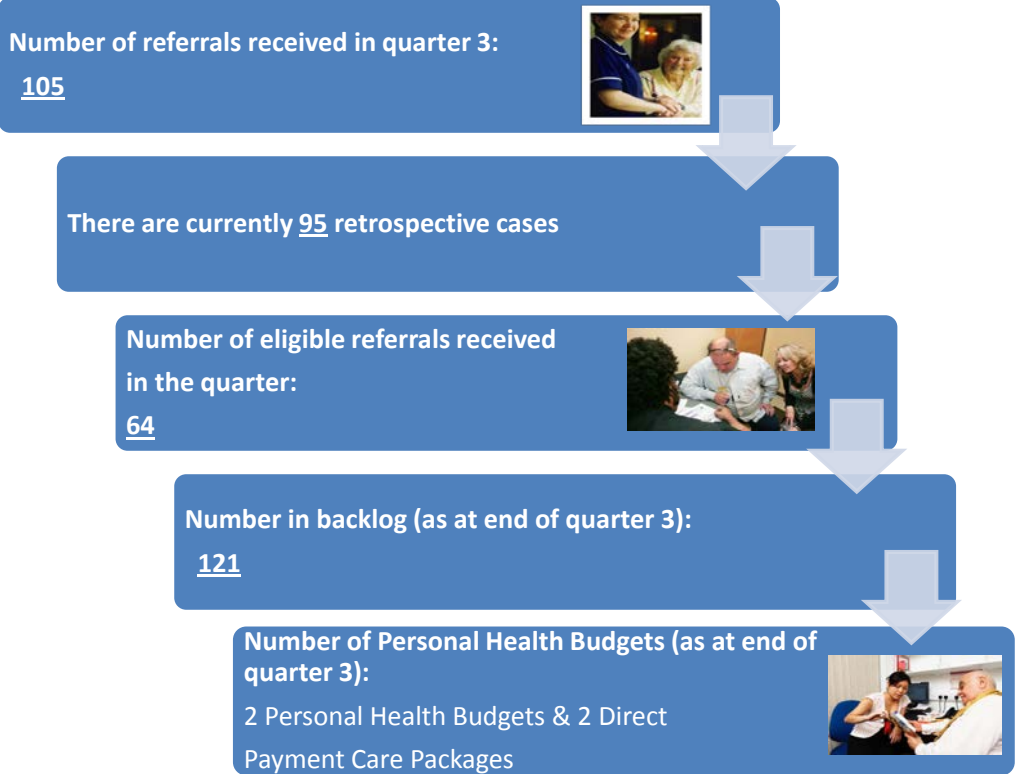 Number of referrals received in quarter 3:
105
There are currently 95 retrospective cases
Number of eligible referrals received
in the quarter:
64
Number in backlog (as at end of quarter 3):
121
Number of Personal Health Budgets (as at end of
quarter 3):
2 Personal Health Budgets & 2 Direct
Payment Care Packages